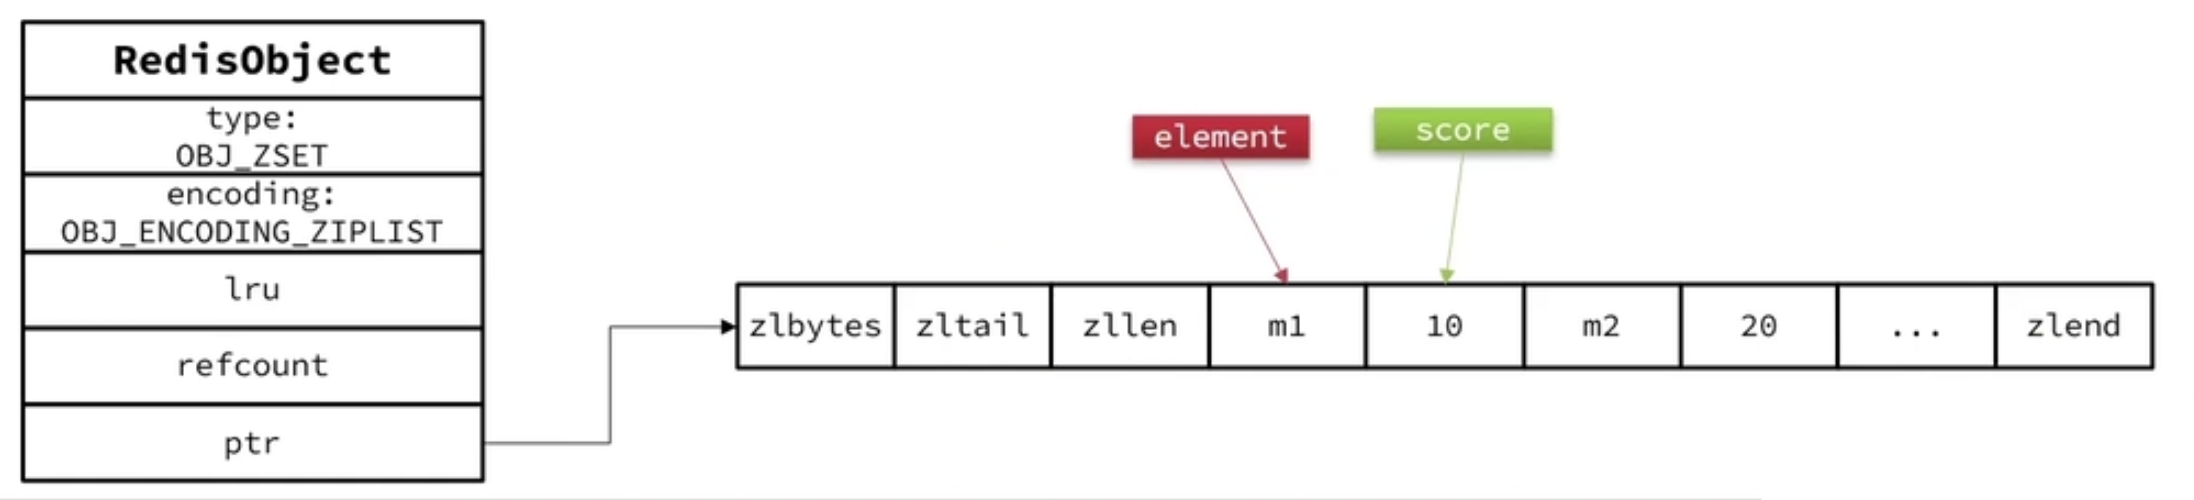 RedisObject
type:
OBJ_ZSET
encoding:
OBJ_ENCODING_ZIPLIST
lru
refcount
ptr
element
score
zlbytes
zltail
zllen
m1
10
m2
20
...
zlend